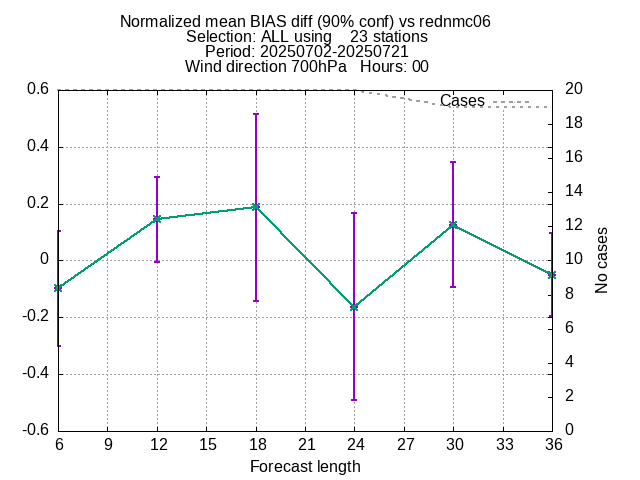 Normalized mean BIAS diff (90% conf) vs rednmc06
Selection: ALL using    23 stations
Period: 20250702-20250721
Wind direction 700hPa   Hours: 00
Cases
0.6
0.4
0.2
0
-0.2
-0.4
-0.6
20
18
16
14
12
10
8
6
4
2
0
No cases
6 9 12 15 18 21 24 27 30 33 36
Forecast length